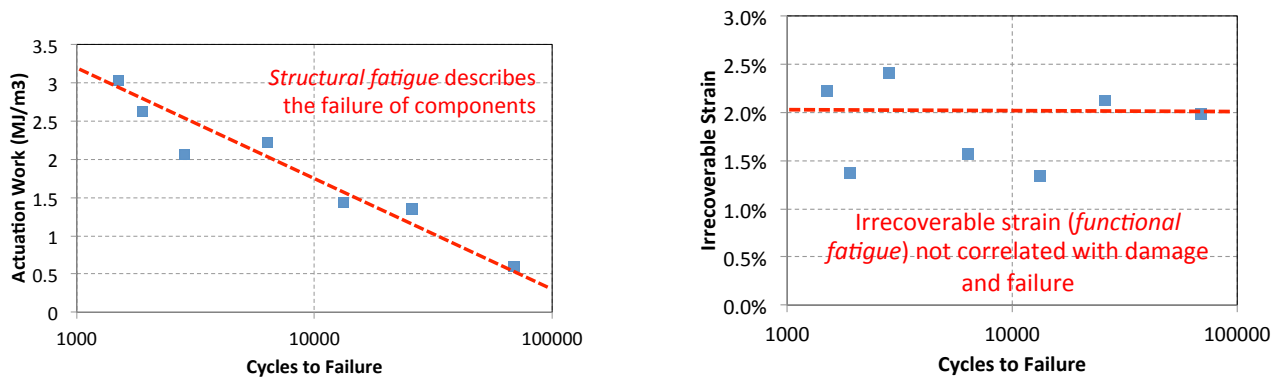 3.5
3
2.5
2
1.5
1
0.5
0
Actuation Work (MJ/m3)
Structural fatigue describes
the failure of components
1000 10000 100000
Cycles to Failure
3.0%
2.5%
2.0%
1.5%
1.0%
0.5%
0.0%
Irrecoverable Strain
Irrecoverable strain (functional
fatigue) not correlated with damage
and failure
1000 10000 100000
Cycles to Failure